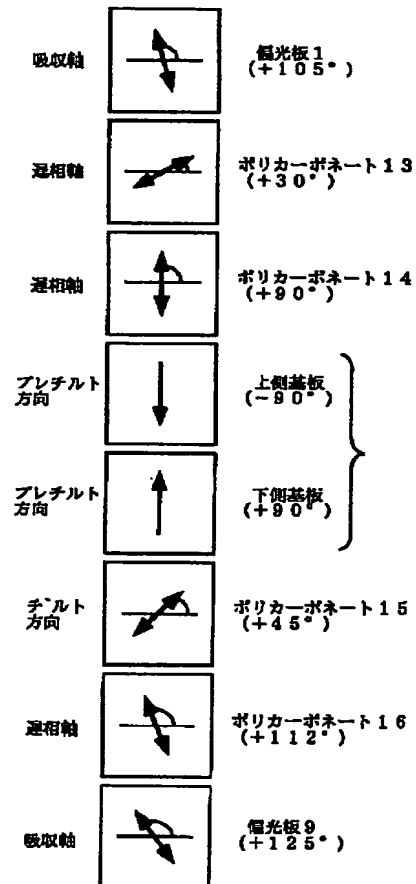 吸収軸
偏光板1
(+105°)
遅相軸
ポリカーボネート13
(+30°)
遅相軸
ポリカーボネート14
(+90°)
プレチルト
方向
上側基板
(−90°)
プレチルト
方向
下側基板
(+90°)
チルト
方向
ポリカーボネート15
(+45°)
遅相軸
ポリカーボネート16
(+112°)
吸収軸
偏光板9
(+125°)